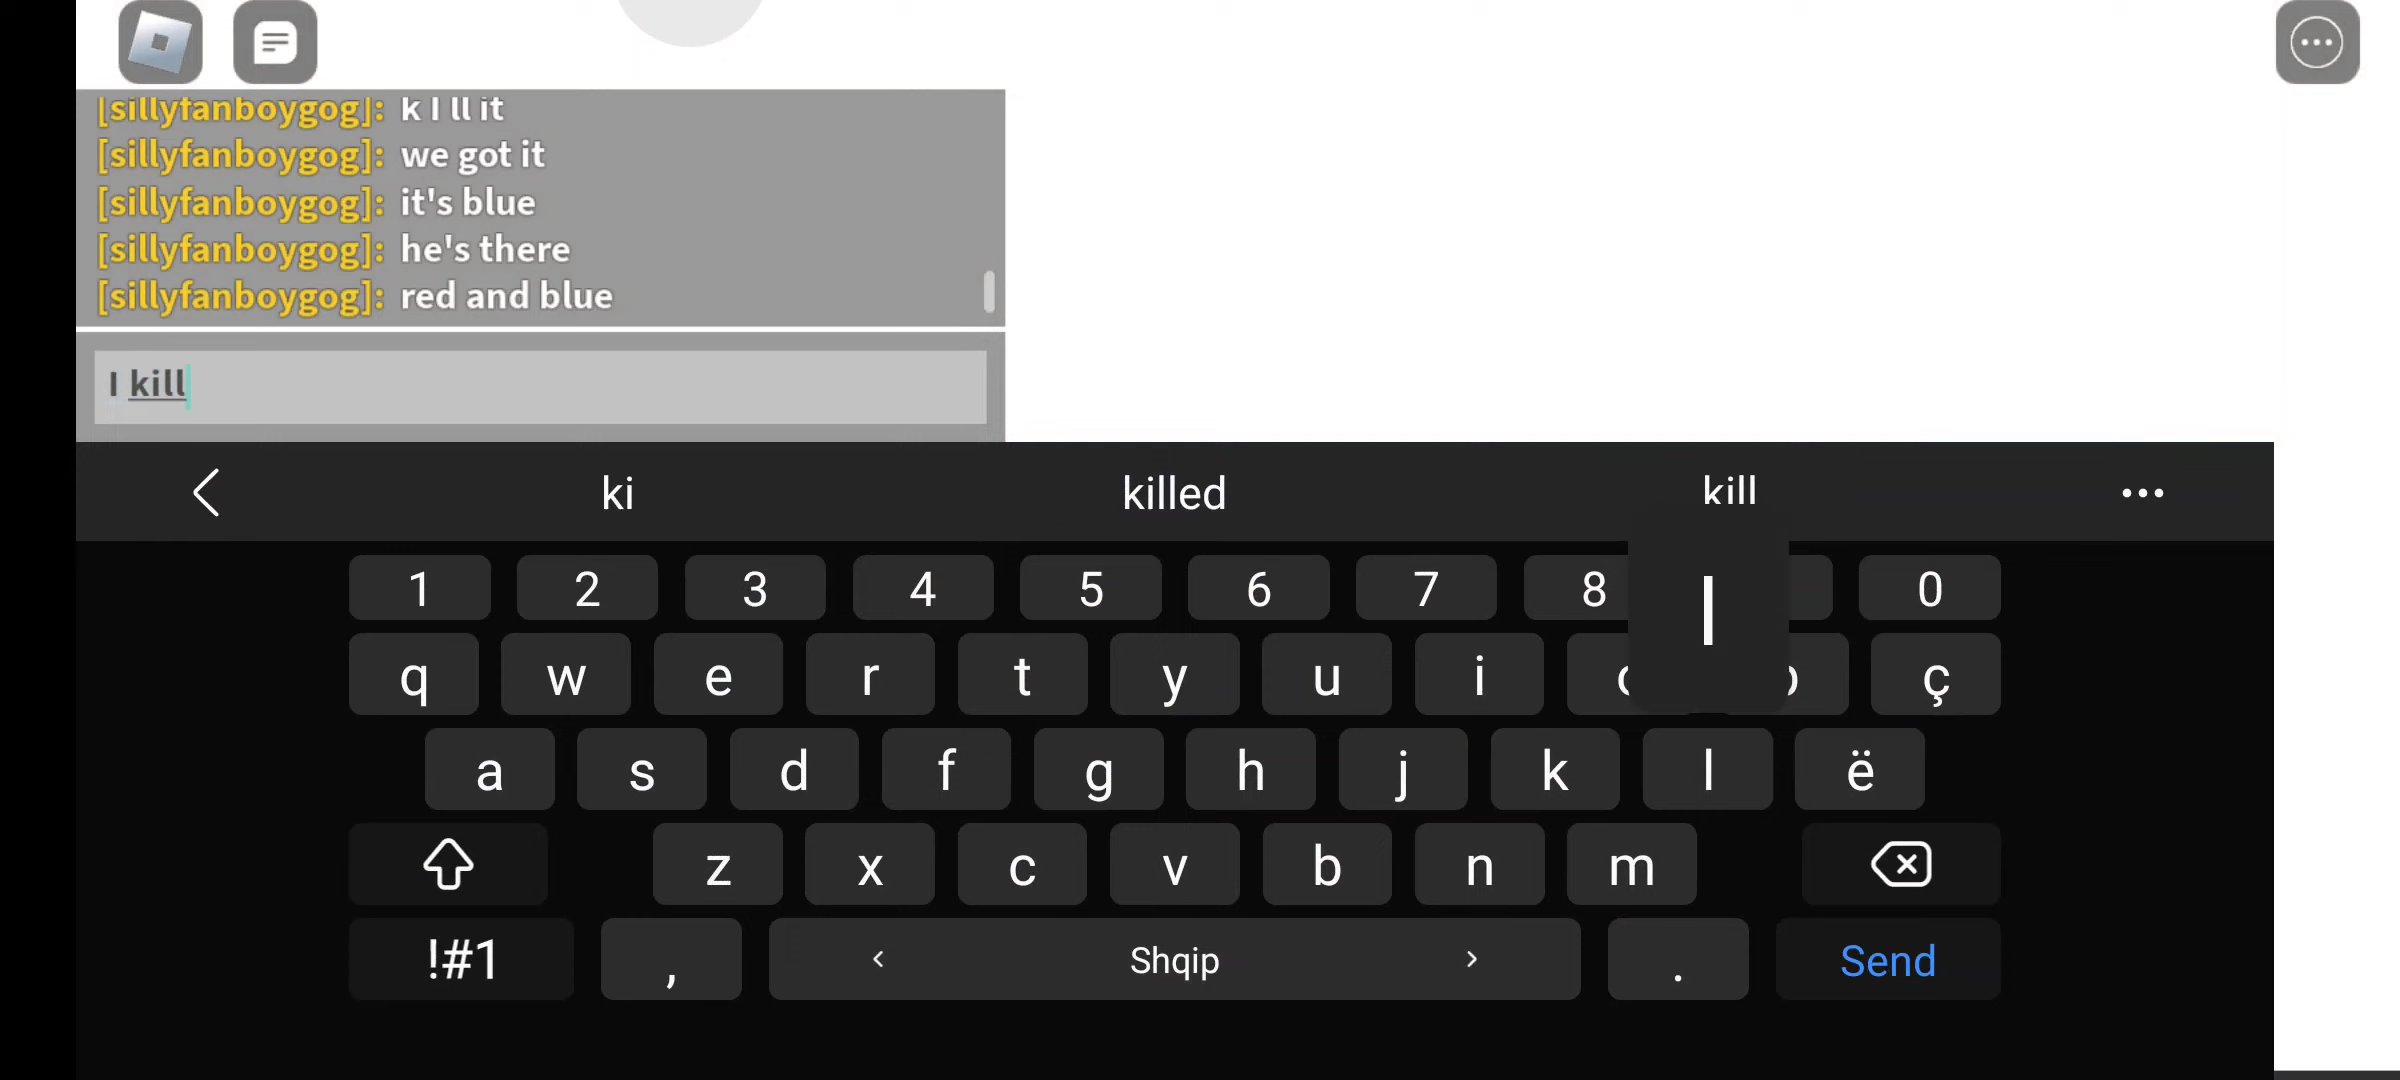 [sillyfanboygog]: k I ll it
[sillyfanboygog]: we got it
[sillyfanboygog]: it's blue
[sillyfanboygog]: he's there
[sillyfanboygog]: red and blue
I kill
ki killed kill
1 2 3 4 5 6 7 8 0
l
q w e r t y u i o p ç
a s d f g h j k l ë
z x c v b n m
!#1 , < Shqip > . Send